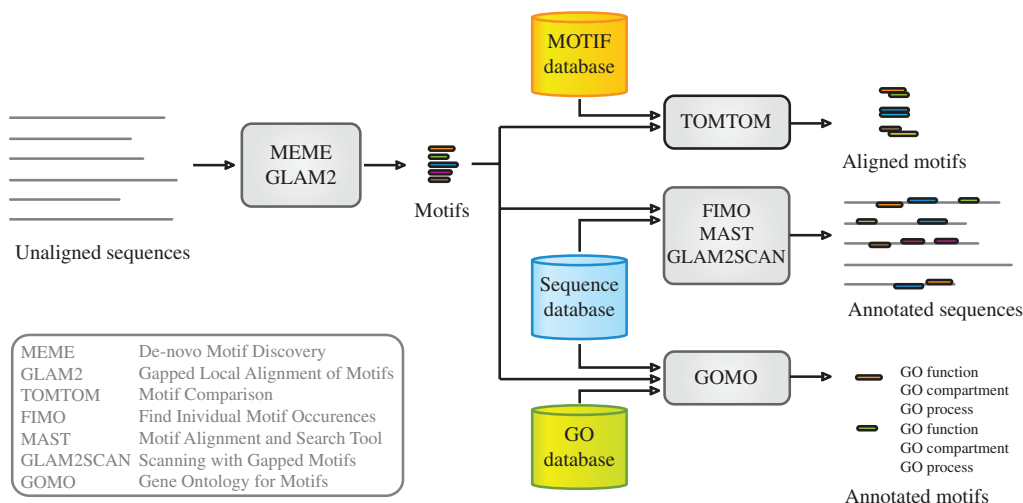 MOTIF
database
MEME
GLAM2
TOMTOM
Aligned motifs
Motifs
Unaligned sequences
FIMO
MAST
GLAM2SCAN
Annotated sequences
Sequence
database
MEME De-novo Motif Discovery
GLAM2 Gapped Local Alignment of Motifs
TOMTOM Motif Comparison
FIMO Find Inividual Motif Occurences
MAST Motif Alignment and Search Tool
GLAM2SCAN Scanning with Gapped Motifs
GOMO Gene Ontology for Motifs
GOMO
GO
database
GO function
GO compartment
GO process
GO function
GO compartment
GO process
Annotated motifs